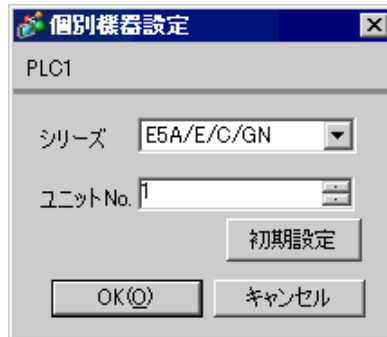 個別機器設定
PLC1
シリーズ E5A/E/C/GN
ユニットNo. 1
初期設定
OK(O) キャンセル